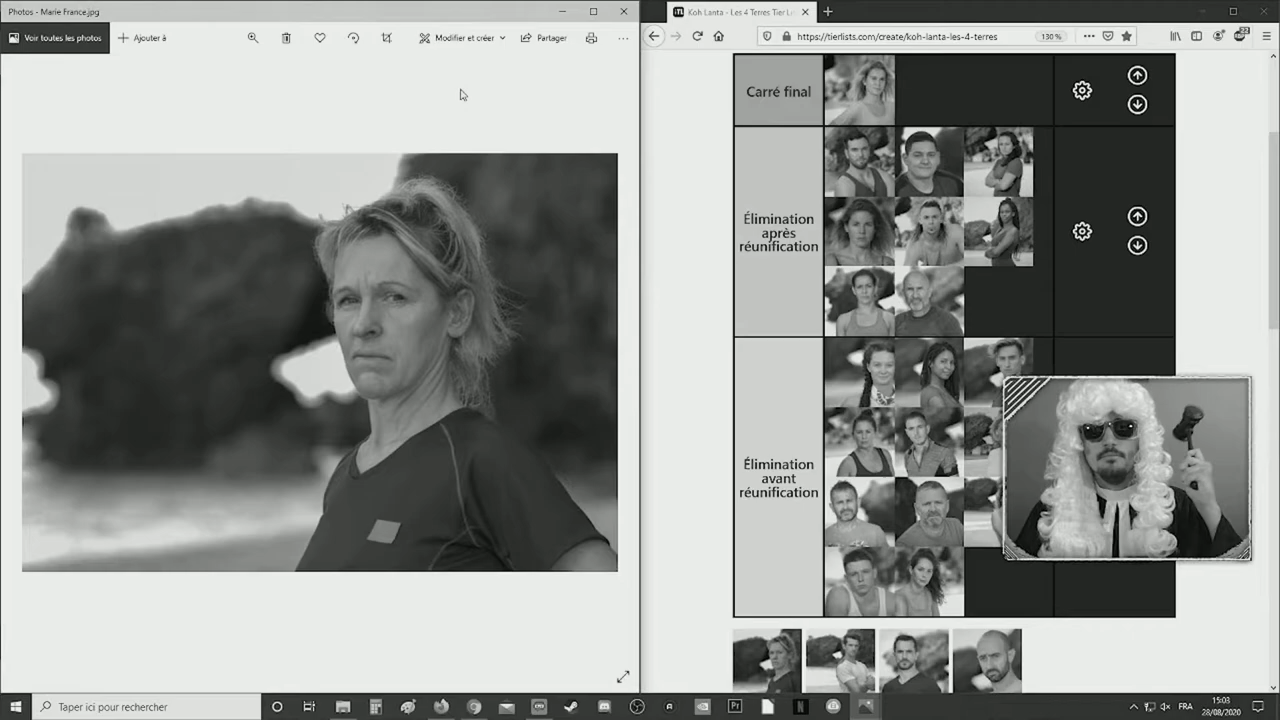 Photos - Marie France.jpg
Voir toutes les photos
Ajouter à
Modifier et créer
Partager
Koh Lanta - Les 4 Terres Tier Li
https://tierlists.com/create/koh-lanta-les-4-terres
130 %
22
Carré final
Élimination
après
réunification
Élimination
avant
réunification
Taper ici pour rechercher
Pr
N
FRA
15:03
28/08/2020